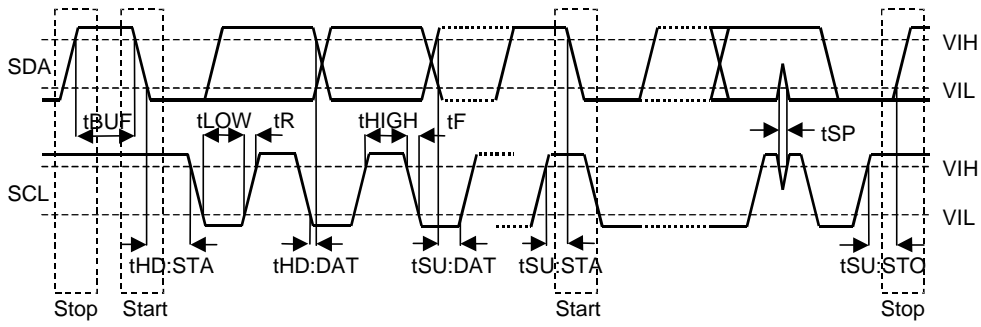 VIH
SDA
VIL
tBUF tLOW tR tHIGH tF tSP
VIH
SCL
VIL
tHD:STA tHD:DAT tSU:DAT tSU:STA tSU:STO
Stop Start Start Stop